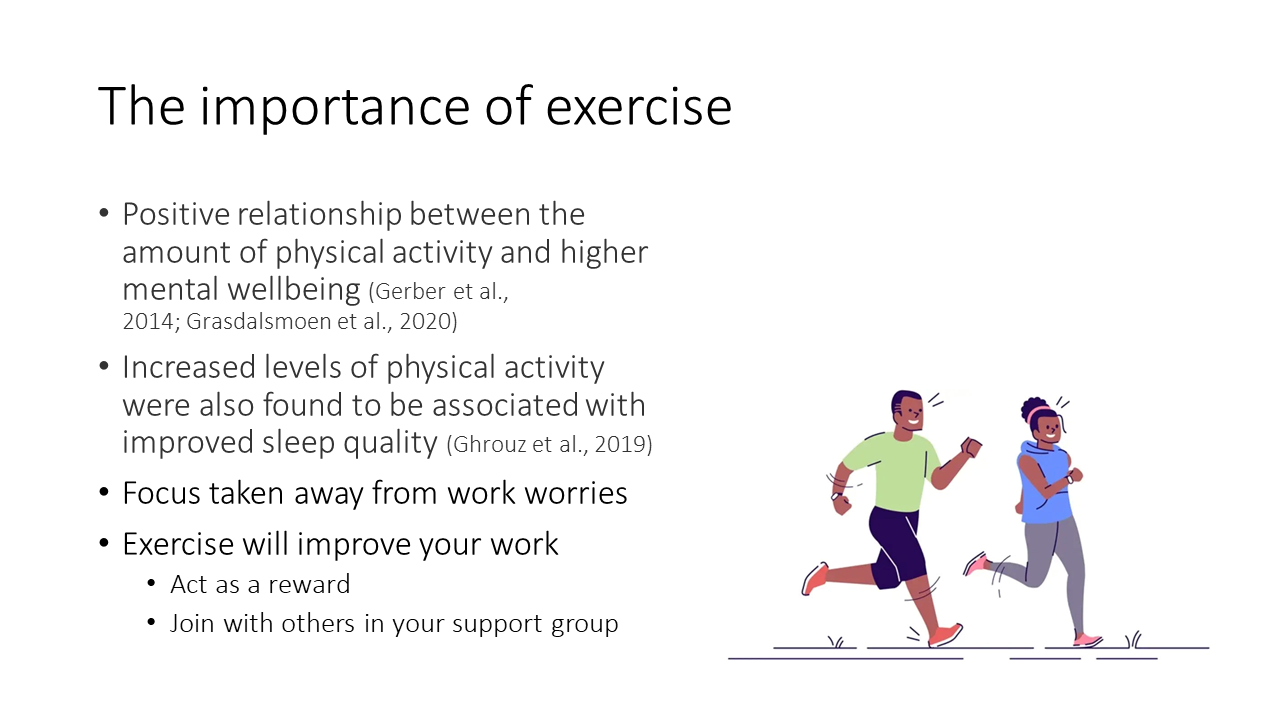 The importance of exercise
• Positive relationship between the
amount of physical activity and higher
mental wellbeing (Gerber et al.,
2014; Grasdalsmoen et al., 2020)
• Increased levels of physical activity
were also found to be associated with
improved sleep quality (Ghrouz et al., 2019)
• Focus taken away from work worries
• Exercise will improve your work
• Act as a reward
• Join with others in your support group